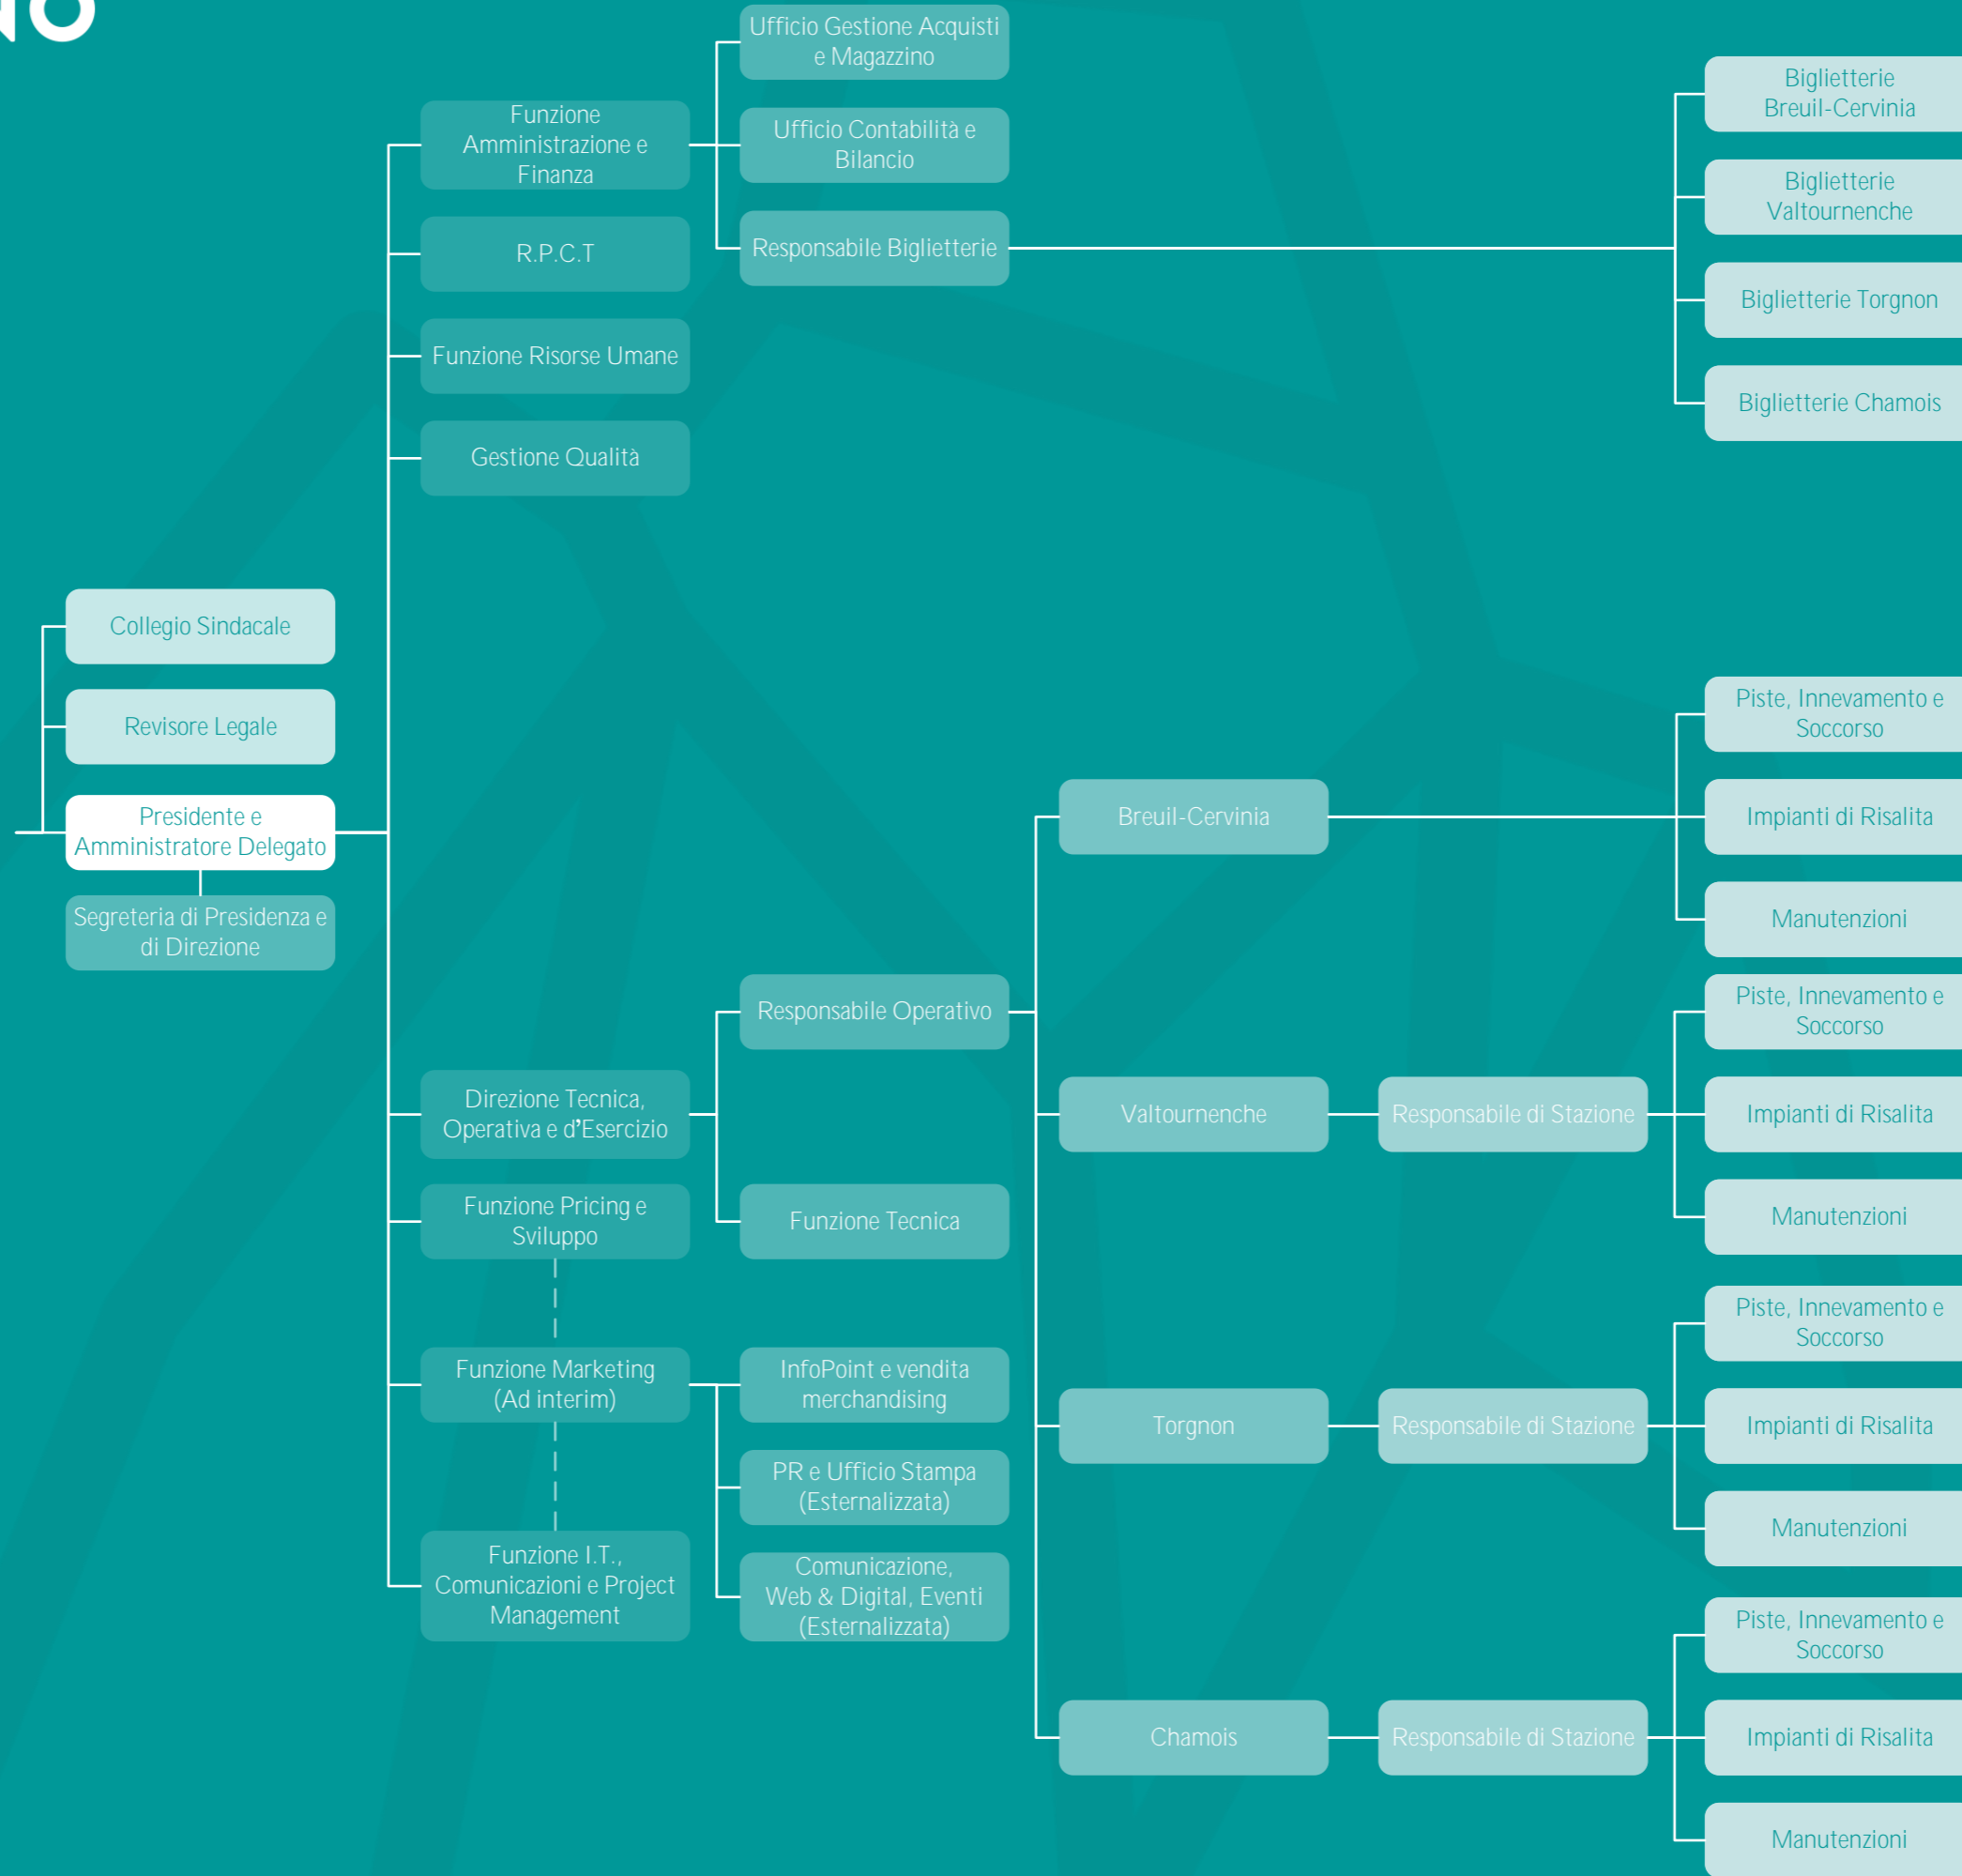 Ufficio Gestione Acquisti
e Magazzino
Funzione
Amministrazione e
Finanza
Ufficio Contabilità e
Bilancio
Responsabile Biglietterie
Biglietterie
Breuil-Cervinia
Biglietterie
Valtournenche
Biglietterie Torgnon
Biglietterie Chamois
R.P.C.T
Funzione Risorse Umane
Gestione Qualità
Collegio Sindacale
Revisore Legale
Presidente e
Amministratore Delegato
Segreteria di Presidenza e
di Direzione
Direzione Tecnica,
Operativa e d’Esercizio
Responsabile Operativo
Funzione Tecnica
Funzione Pricing e
Sviluppo
Funzione Marketing
(Ad interim)
InfoPoint e vendita
merchandising
PR e Ufficio Stampa
(Esternalizzata)
Comunicazione,
Web & Digital, Eventi
(Esternalizzata)
Funzione I.T.,
Comunicazioni e Project
Management
Breuil-Cervinia
Piste, Innevamento e
Soccorso
Impianti di Risalita
Manutenzioni
Valtournenche
Responsabile di Stazione
Piste, Innevamento e
Soccorso
Impianti di Risalita
Manutenzioni
Torgnon
Responsabile di Stazione
Piste, Innevamento e
Soccorso
Impianti di Risalita
Manutenzioni
Chamois
Responsabile di Stazione
Piste, Innevamento e
Soccorso
Impianti di Risalita
Manutenzioni